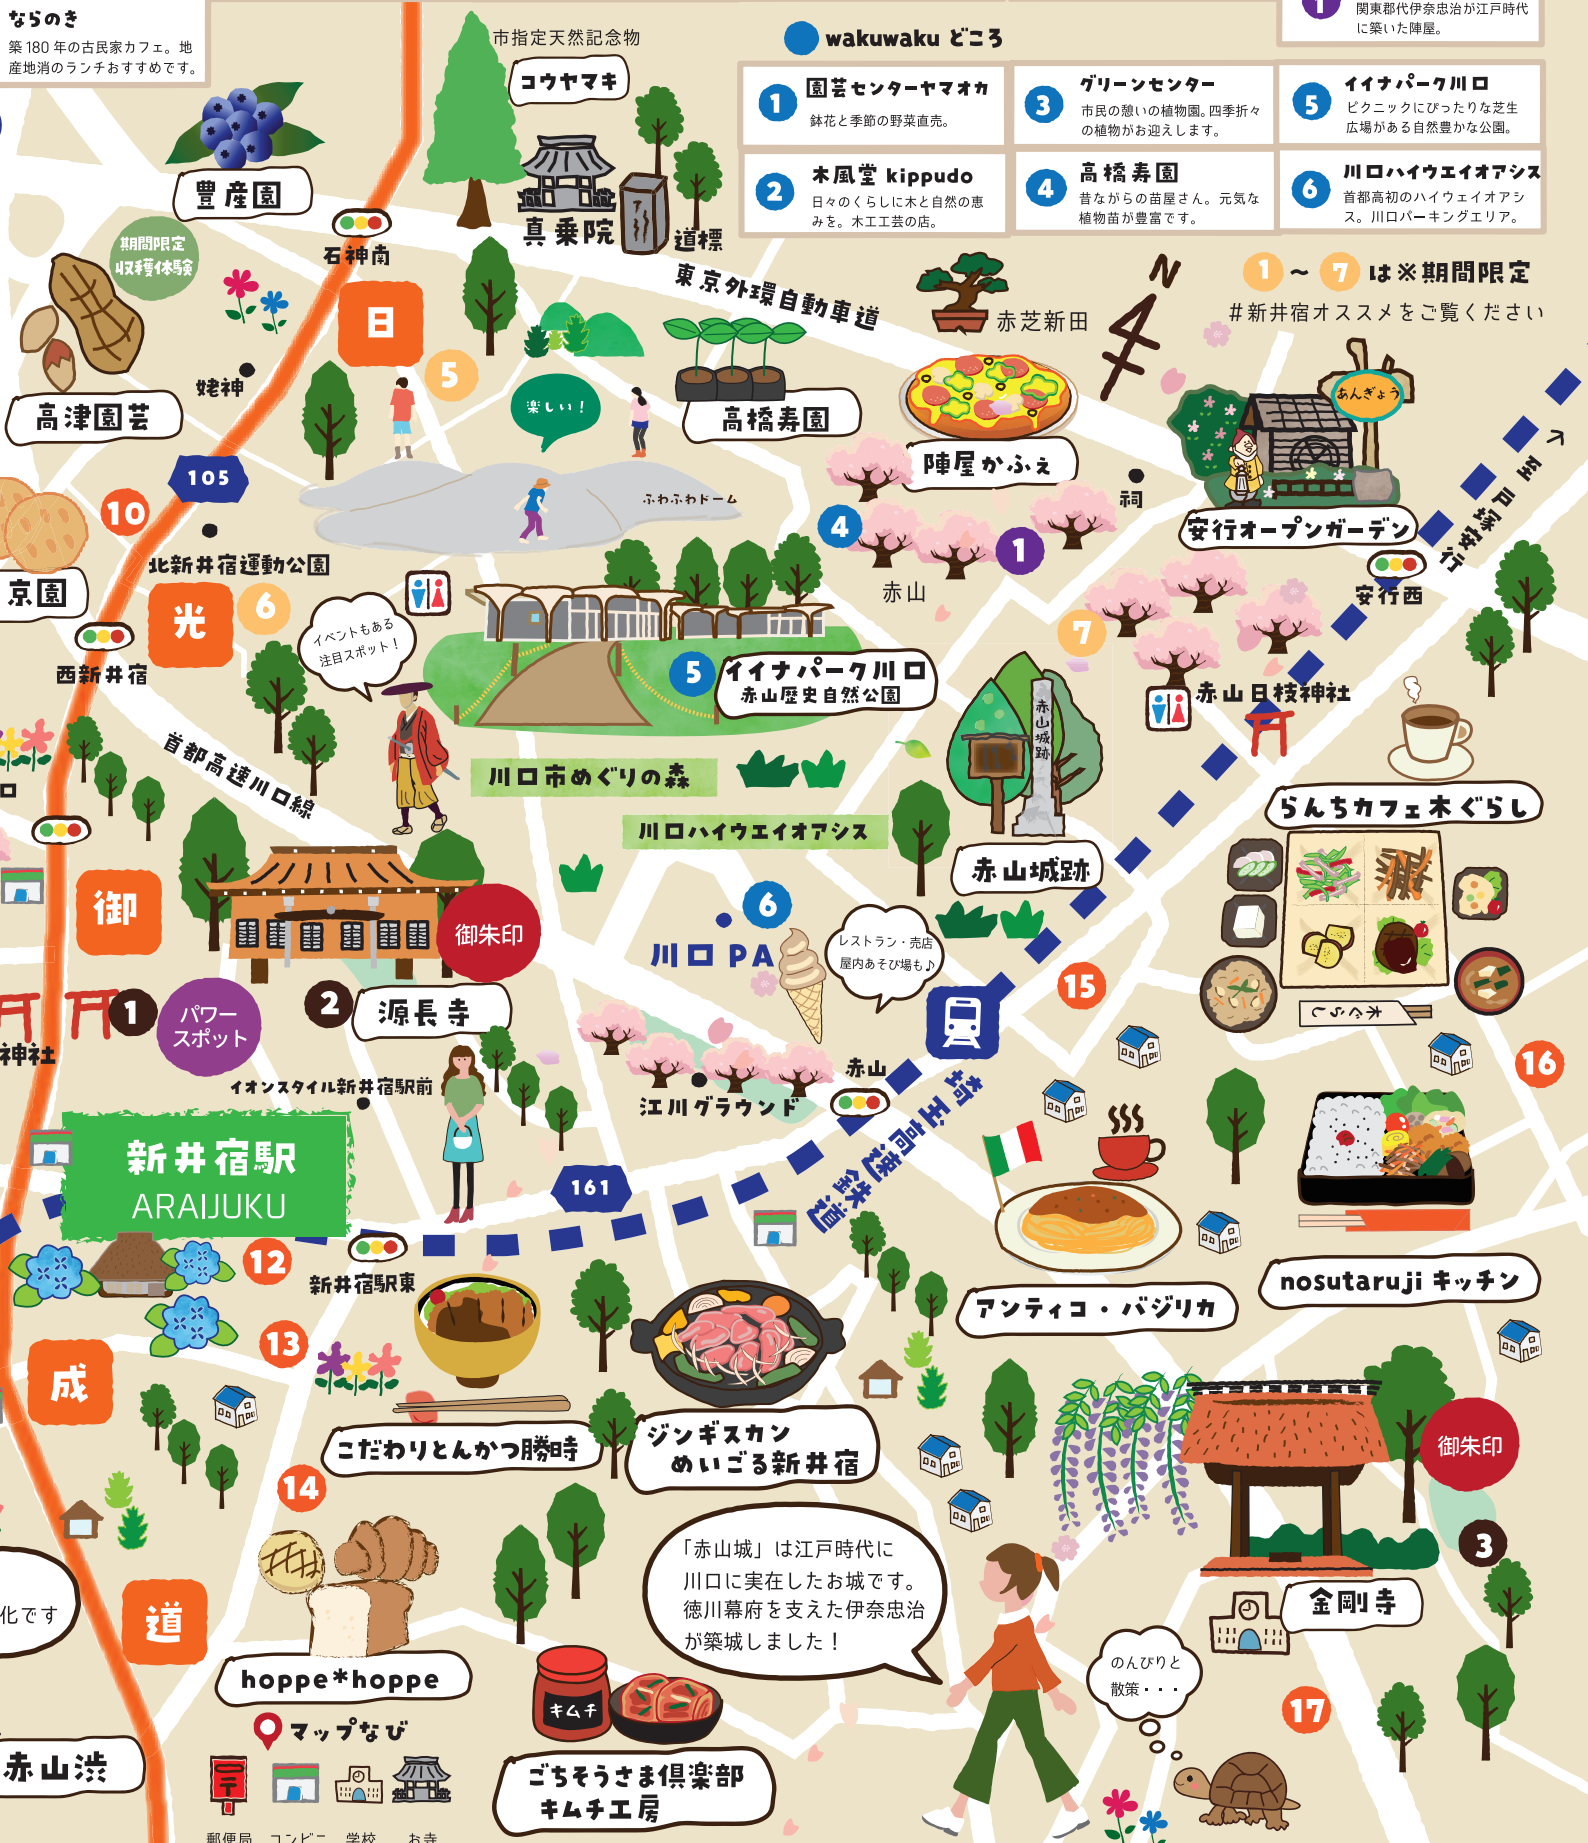 ならのき
築180年の古民家カフェ。地
産地消のランチおすすめです。
市指定天然記念物
コウヤマキ
wakuwaku どころ
1
関東郡代伊奈忠治が江戸時代
に築いた陣屋。
1
園芸センターヤマオカ
鉢花と季節の野菜直売。
3
グリーンセンター
市民の憩いの植物園。四季折々
の植物がお迎えします。
5
イイナパーク川口
ピクニックにぴったりな芝生
広場がある自然豊かな公園。
2
木風堂 kippudo
日々のくらしに木と自然の恵
みを。木工工芸の店。
4
高橋寿園
昔ながらの苗屋さん。元気な
植物苗が豊富です。
6
川口ハイウエイオアシス
首都高初のハイウェイオアシ
ス。川口パーキングエリア。
1 ～ 7 は※期間限定
#新井宿オススメをご覧ください
豊産園
期間限定
収穫体験
石神南
真乗院
道標
東京外環自動車道
赤芝新田
N
日
5
姥神
高津園芸
楽しい！
高橋寿園
陣屋かふぇ
祠
あんぎょう
安行オープンガーデン
至 戸塚安行
安行西
105
10
ふわふわドーム
4
1
北新井宿運動公園
京園
光
6
赤山
7
西新井宿
イベントもある
注目スポット！
5
イイナパーク川口
赤山歴史自然公園
赤山城跡
赤山日枝神社
首都高速川口線
川口市めぐりの森
口
川口ハイウエイオアシス
赤山城跡
らんちカフェ木ぐらし
木ぐらし
御
御朱印
6
川口 PA
レストラン・売店
屋内あそび場も♪
15
神社
1
パワー
スポット
2
源長寺
イオンスタイル新井宿駅前
江川グラウンド
赤山
埼玉高速鉄道
16
新井宿駅
ARAIJUKU
161
12
新井宿駅東
アンティコ・バジリカ
nosutaruji キッチン
13
成
こだわりとんかつ勝時
ジンギスカン
めいごる新井宿
御朱印
14
3
「赤山城」は江戸時代に
川口に実在したお城です。
徳川幕府を支えた伊奈忠治
が築城しました！
化です
道
金剛寺
hoppe*hoppe
のんびりと
散策・・・
17
マップなび
キムチ
赤山渋
ごちそうさま倶楽部
キムチ工房
郵便局
コンビニ
学校
お寺